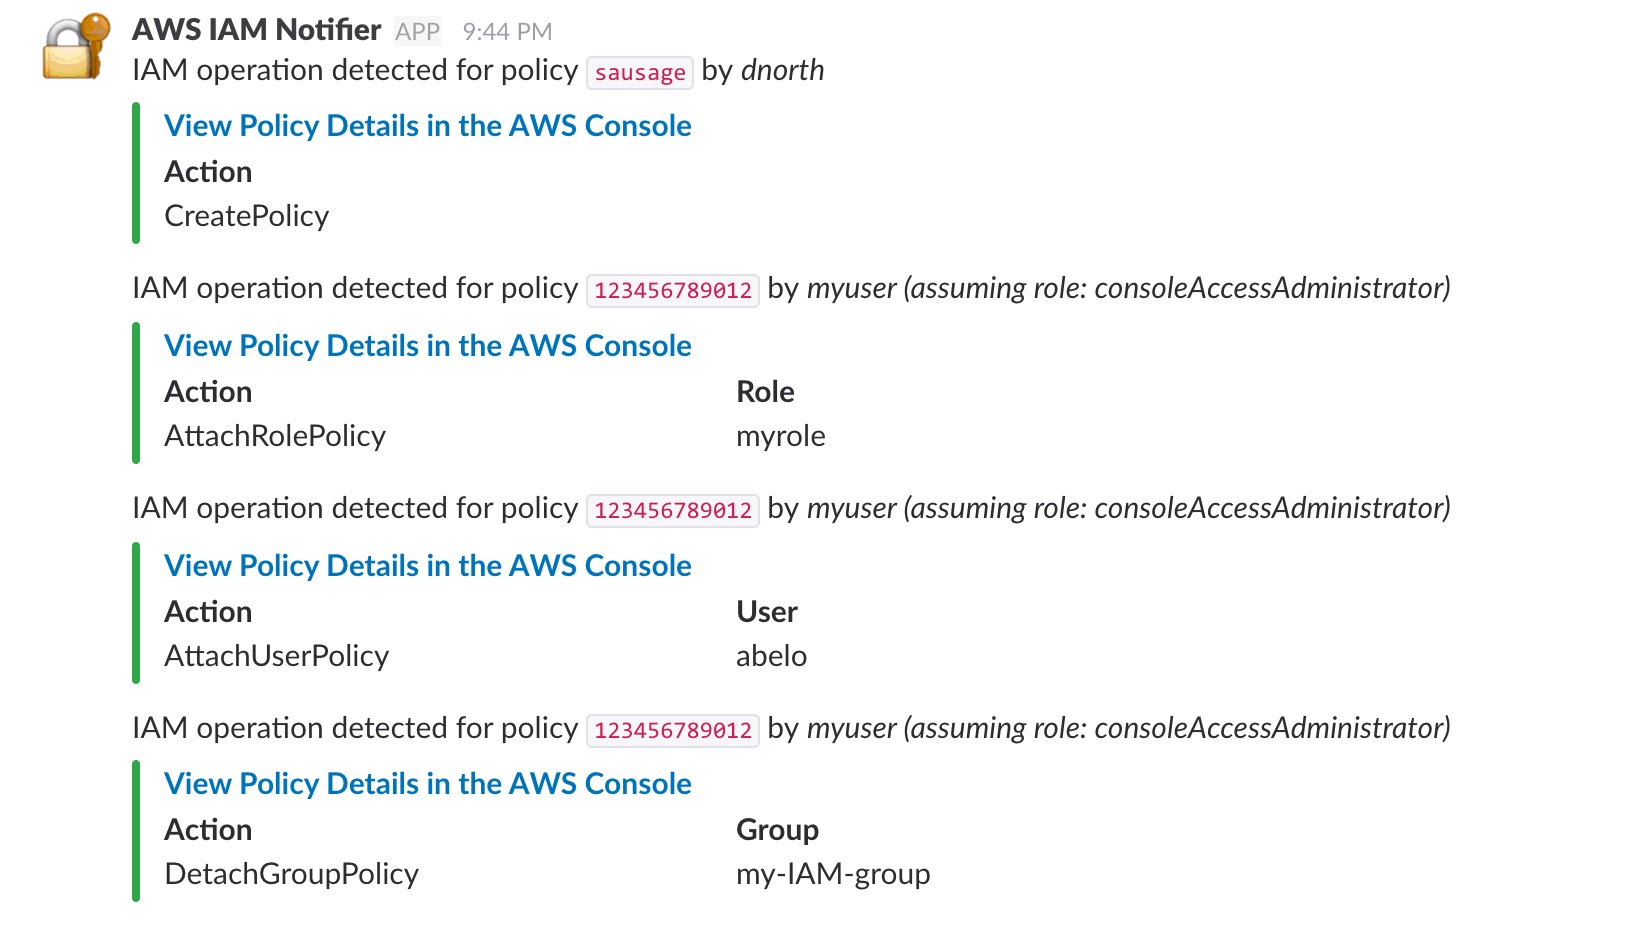 AWS IAM Notifier APP 9:44 PM
IAM operation detected for policy sausage by dnorth
View Policy Details in the AWS Console
Action
CreatePolicy
IAM operation detected for policy 123456789012 by myuser (assuming role: consoleAccessAdministrator)
View Policy Details in the AWS Console
Action Role
AttachRolePolicy myrole
IAM operation detected for policy 123456789012 by myuser (assuming role: consoleAccessAdministrator)
View Policy Details in the AWS Console
Action User
AttachUserPolicy abelo
IAM operation detected for policy 123456789012 by myuser (assuming role: consoleAccessAdministrator)
View Policy Details in the AWS Console
Action Group
DetachGroupPolicy my-IAM-group